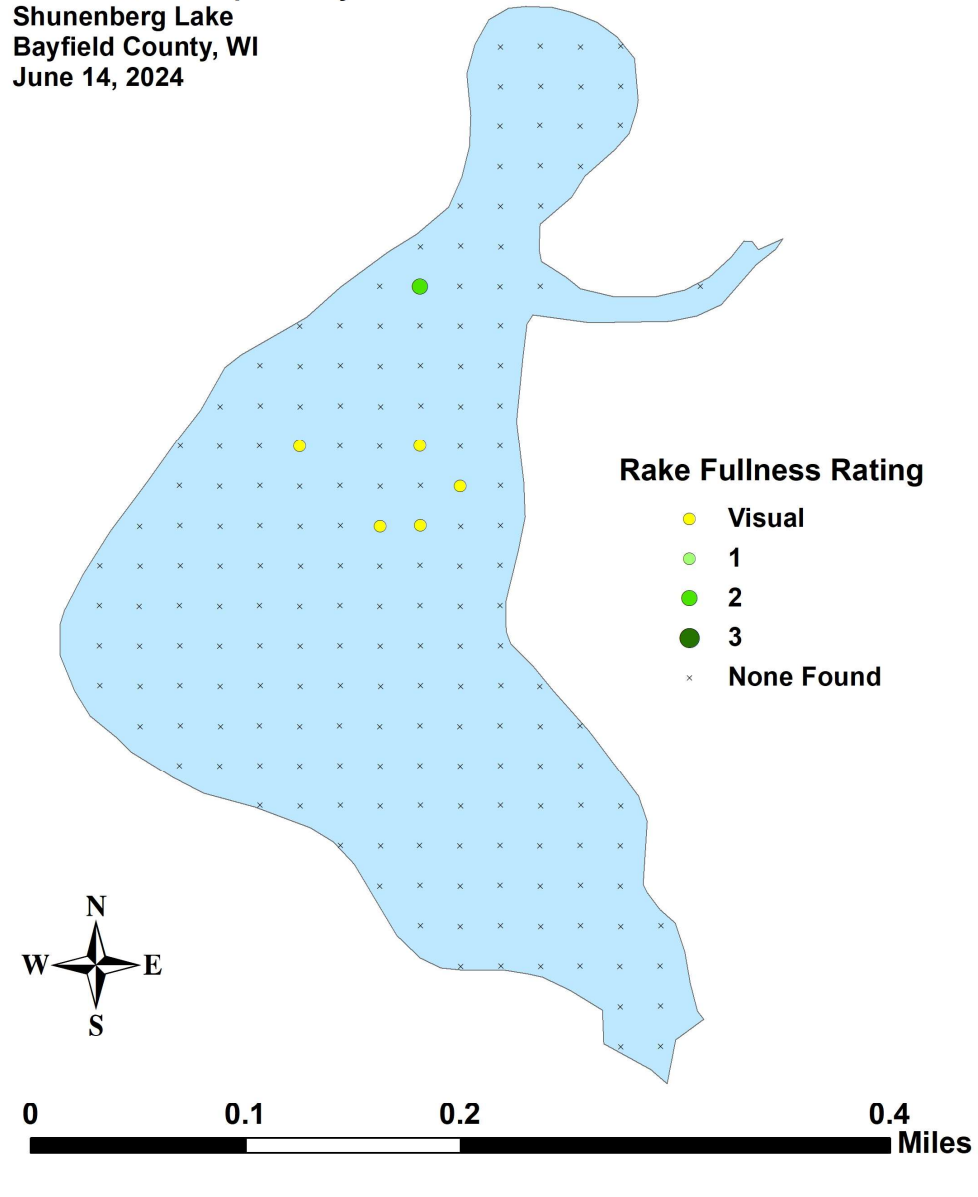 Shunenberg Lake
Bayfield County, WI
June 14, 2024
Rake Fullness Rating
Visual
1
2
3
None Found
N
W E
S
0 0.1 0.2 0.4
Miles